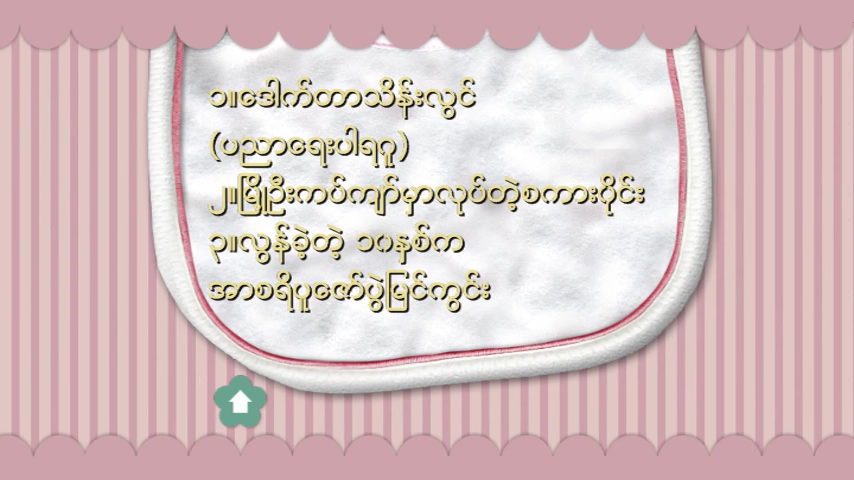 ၁။ဒေါက်တာသိန်းလွင်
(ပညာရေးပါရဂူ)
၂။မြို့ဦးကပ်ကျော်မှာလုပ်တဲ့စကားဝိုင်း
၃။လွန်ခဲ့တဲ့ ၁၀နှစ်က
အာစရိပူဇော်ပွဲမြင်ကွင်း